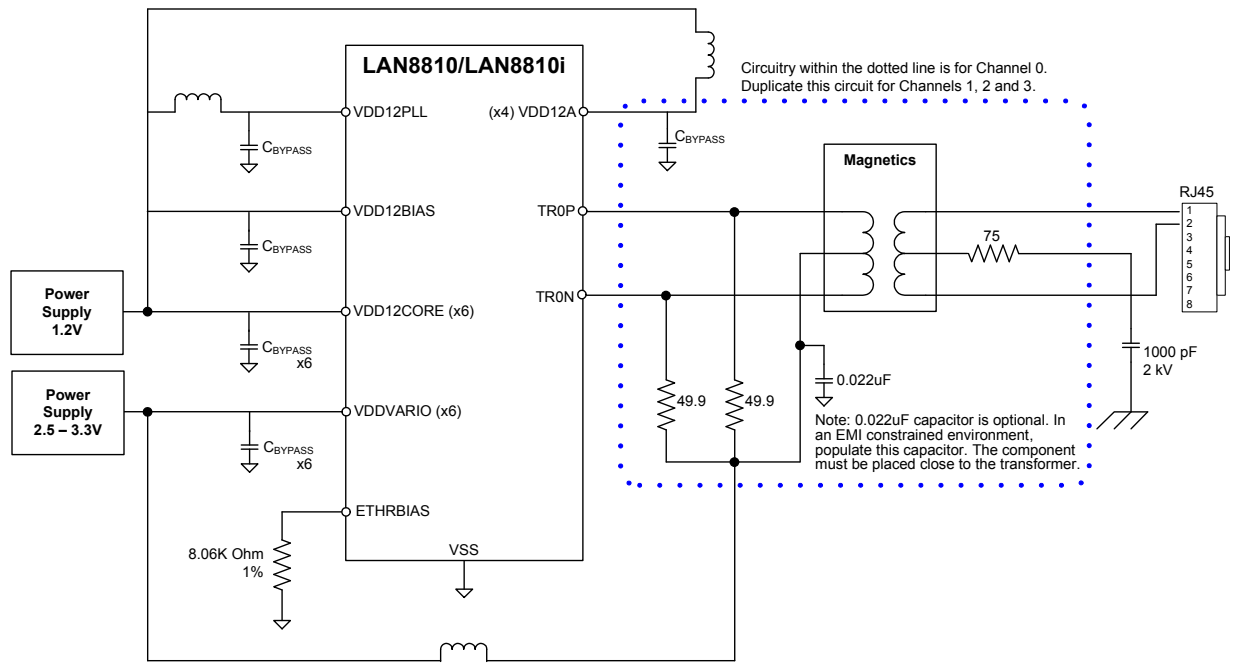 LAN8810/LAN8810i
Circuitry within the dotted line is for Channel 0.
Duplicate this circuit for Channels 1, 2 and 3.
VDD12PLL
(x4) VDD12A
CBYPASS
CBYPASS
Magnetics
RJ45
VDD12BIAS
TR0P
1
2
3
4
5
6
7
8
75
CBYPASS
Power
Supply
1.2V
TR0N
VDD12CORE (x6)
CBYPASS
x6
1000 pF
2 kV
0.022uF
Power
Supply
2.5 – 3.3V
49.9
49.9
VDDVARIO (x6)
Note: 0.022uF capacitor is optional. In
an EMI constrained environment,
populate this capacitor. The component
must be placed close to the transformer.
CBYPASS
x6
ETHRBIAS
8.06K Ohm
1%
VSS